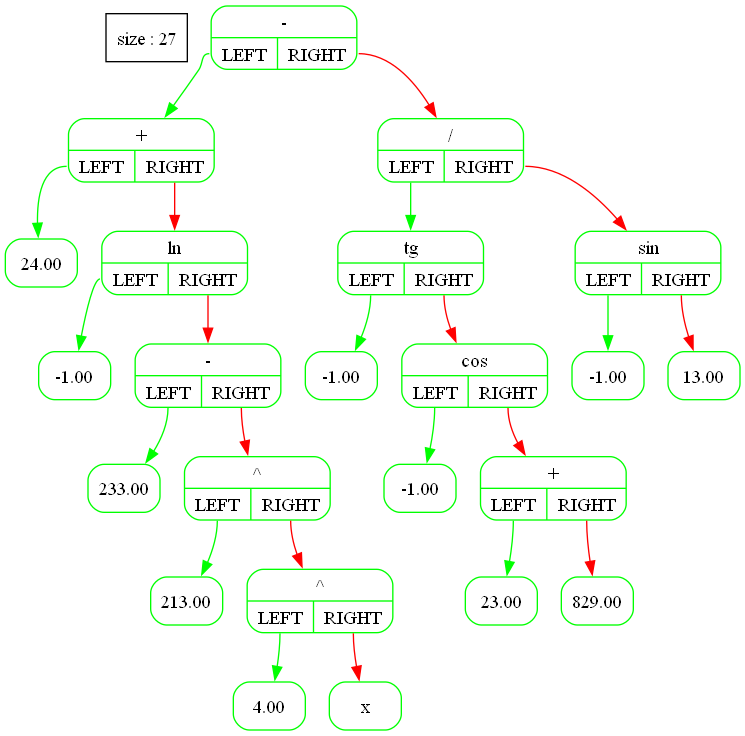 size : 27
-
LEFT RIGHT
+
LEFT RIGHT
/
LEFT RIGHT
24.00
ln
LEFT RIGHT
tg
LEFT RIGHT
sin
LEFT RIGHT
-1.00
-
LEFT RIGHT
-1.00
cos
LEFT RIGHT
-1.00
13.00
233.00
^
LEFT RIGHT
-1.00
+
LEFT RIGHT
213.00
^
LEFT RIGHT
23.00
829.00
4.00
x